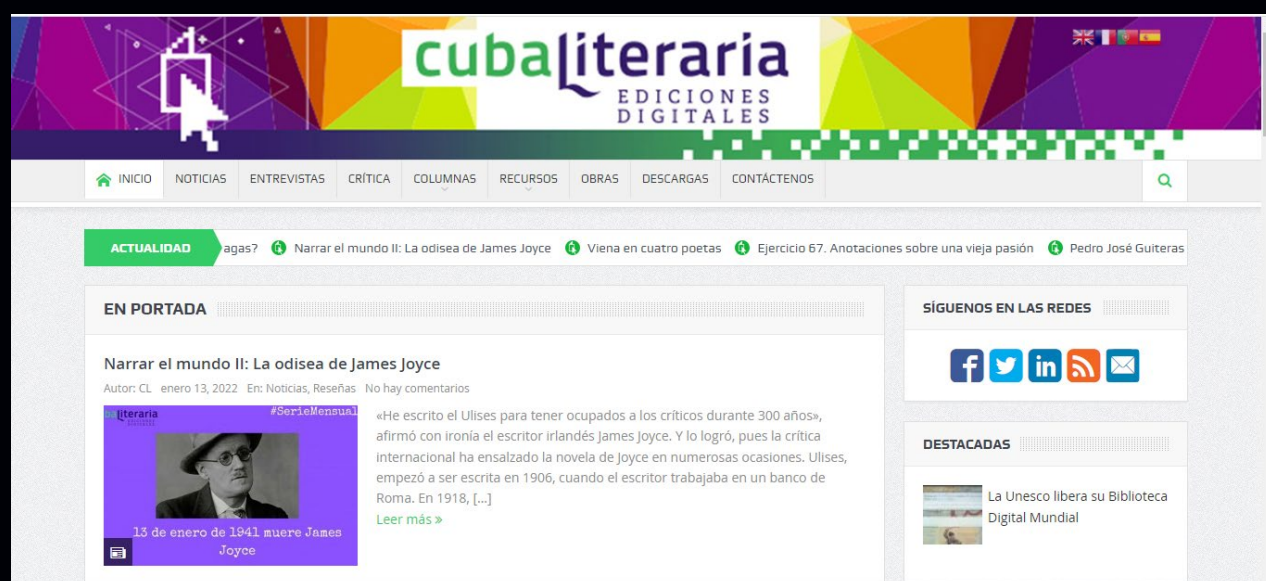 cubaliteraria
EDICIONES
DIGITALES
INICIO NOTICIAS ENTREVISTAS CRÍTICA COLUMNAS RECURSOS OBRAS DESCARGAS CONTÁCTENOS
ACTUALIDAD agas? Narrar el mundo II: La odisea de James Joyce Viena en cuatro poetas Ejercicio 67. Anotaciones sobre una vieja pasión Pedro José Guiteras
EN PORTADA
Narrar el mundo II: La odisea de James Joyce
Autor: CL enero 13, 2022 En: Noticias, Reseñas No hay comentarios
baliteraria #SerieMensual
13 de enero de 1941 muere James
Joyce
«He escrito el Ulises para tener ocupados a los críticos durante 300 años»,
afirmó con ironía el escritor irlandés James Joyce. Y lo logró, pues la crítica
internacional ha ensalzado la novela de Joyce en numerosas ocasiones. Ulises,
empezó a ser escrita en 1906, cuando el escritor trabajaba en un banco de
Roma. En 1918, [...]
Leer más »
SÍGUENOS EN LAS REDES
f in
DESTACADAS
La Unesco libera su Biblioteca
Digital Mundial